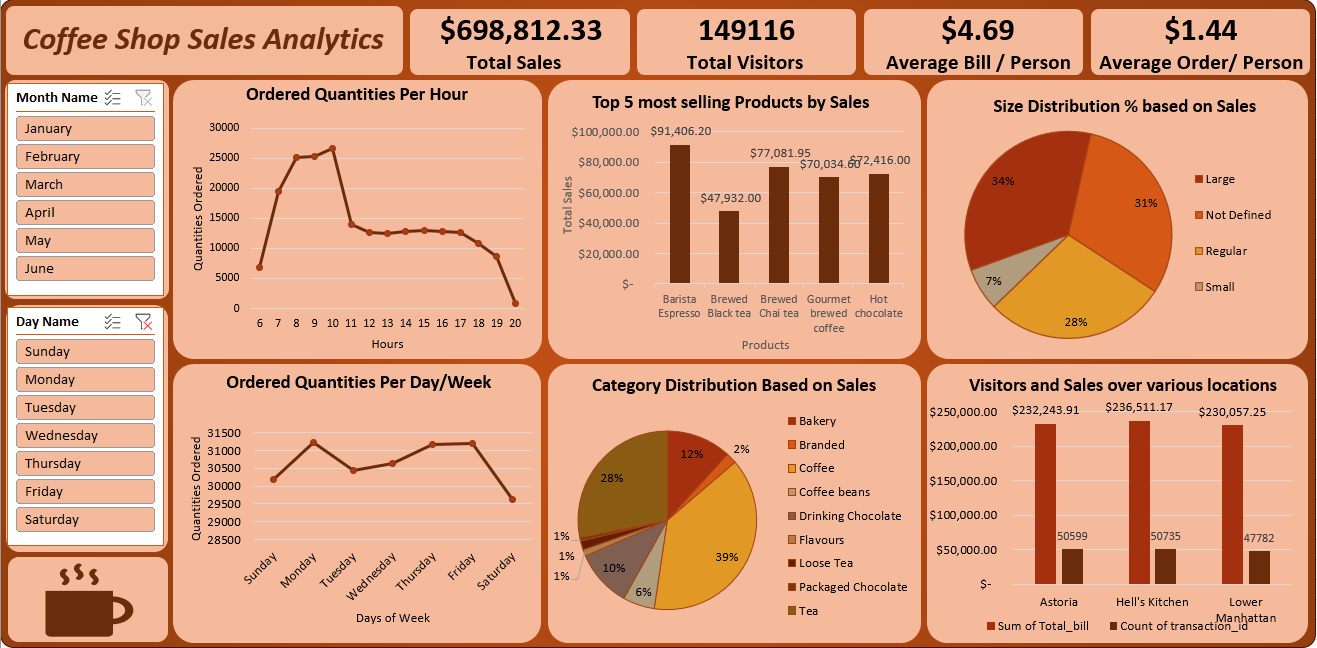 Coffee Shop Sales Analytics
$698,812.33
Total Sales
149116
Total Visitors
$4.69
Average Bill / Person
$1.44
Average Order/ Person
Month Name
January
February
March
April
May
June
Day Name
Sunday
Monday
Tuesday
Wednesday
Thursday
Friday
Saturday
Ordered Quantities Per Hour
Quantities Ordered
30000
25000
20000
15000
10000
5000
0
6 7 8 9 10 11 12 13 14 15 16 17 18 19 20
Hours
Top 5 most selling Products by Sales
Total Sales
$100,000.00
$80,000.00
$60,000.00
$40,000.00
$20,000.00
$-
$91,406.20
$47,932.00
$77,081.95
$70,034.60
$72,416.00
Barista
Espresso
Brewed
Black tea
Brewed
Chai tea
Gourmet
brewed
coffee
Hot
chocolate
Products
Size Distribution % based on Sales
34%
31%
7%
28%
Large
Not Defined
Regular
Small
Ordered Quantities Per Day/Week
Quantities Ordered
31500
31000
30500
30000
29500
29000
28500
Sunday
Monday
Tuesday
Wednesday
Thursday
Friday
Saturday
Days of Week
Category Distribution Based on Sales
12%
2%
39%
6%
10%
1%
1%
1%
28%
Bakery
Branded
Coffee
Coffee beans
Drinking Chocolate
Flavours
Loose Tea
Packaged Chocolate
Tea
Visitors and Sales over various locations
$250,000.00
$200,000.00
$150,000.00
$100,000.00
$50,000.00
$-
$232,243.91
$236,511.17
$230,057.25
50599
50735
47782
Astoria
Hell's Kitchen
Lower
Manhattan
Sum of Total_bill
Count of transaction_id